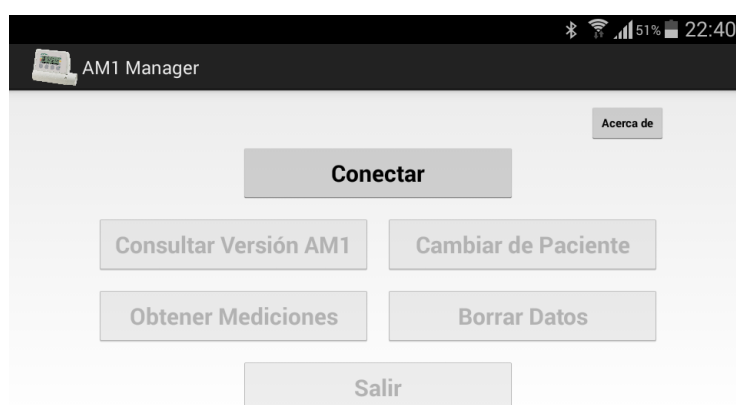 51% 22:40
AM1 Manager
Acerca de
Conectar
Consultar Versión AM1 Cambiar de Paciente
Obtener Mediciones Borrar Datos
Salir